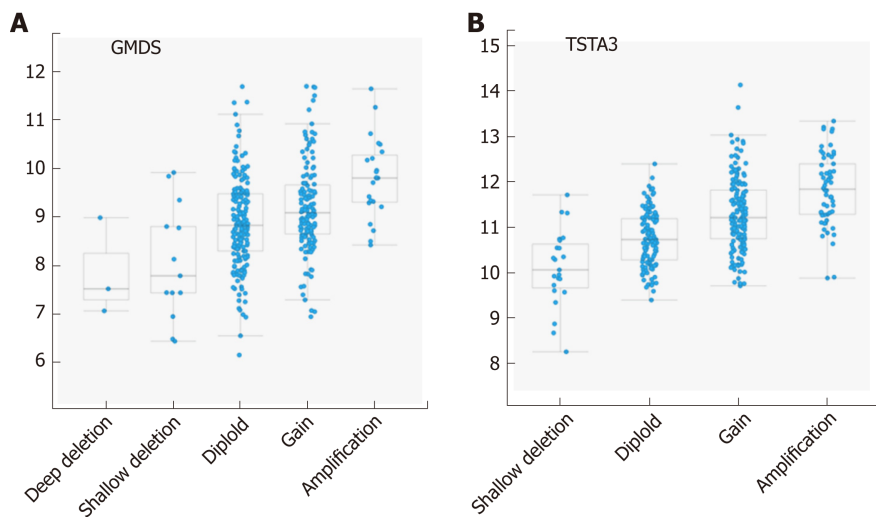 A
GMDS
12
11
10
9
8
7
6
Deep deletion
Shallow deletion
Diplold
Gain
Amplification
B
TSTA3
15
14
13
12
11
10
9
8
Shallow deletion
Diplold
Gain
Amplification